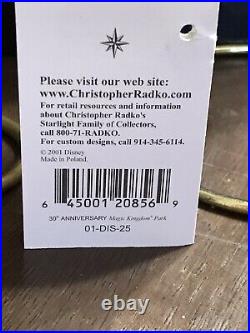 Please visit our web site:
www.ChristopherRadko.com
For retail resources and information
about Christopher Radko's
Starlight Family of Collectors,
call 800-71-RADKO.
For custom designs, call 914-345-6114.
© 2001 Disney
Made in Poland.
6 45001 20856 9
30th ANNIVERSARY Magic Kingdom® Park
01-DIS-25